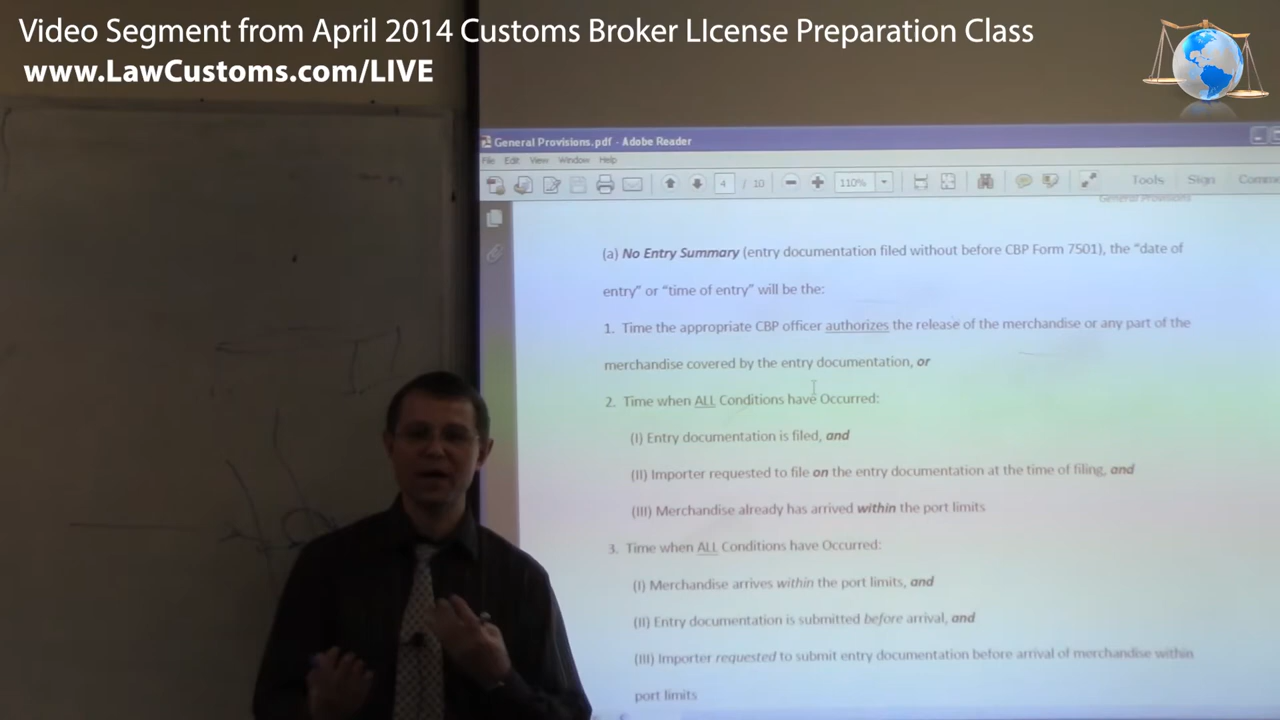 Video Segment from April 2014 Customs Broker LIcense Preparation Class
www.LawCustoms.com/LIVE
General Provisions.pdf - Adobe Reader
File Edit View Window Help
4 / 10 110% Tools Sign
General Provisions
(a) No Entry Summary (entry documentation filed without before CBP Form 7501), the “date of
entry” or “time of entry” will be the:
1. Time the appropriate CBP officer authorizes the release of the merchandise or any part of the
merchandise covered by the entry documentation, or
2. Time when ALL Conditions have Occurred:
(I) Entry documentation is filed, and
(II) Importer requested to file on the entry documentation at the time of filing, and
(III) Merchandise already has arrived within the port limits
3. Time when ALL Conditions have Occurred:
(I) Merchandise arrives within the port limits, and
(II) Entry documentation is submitted before arrival, and
(III) Importer requested to submit entry documentation before arrival of merchandise within
port limits